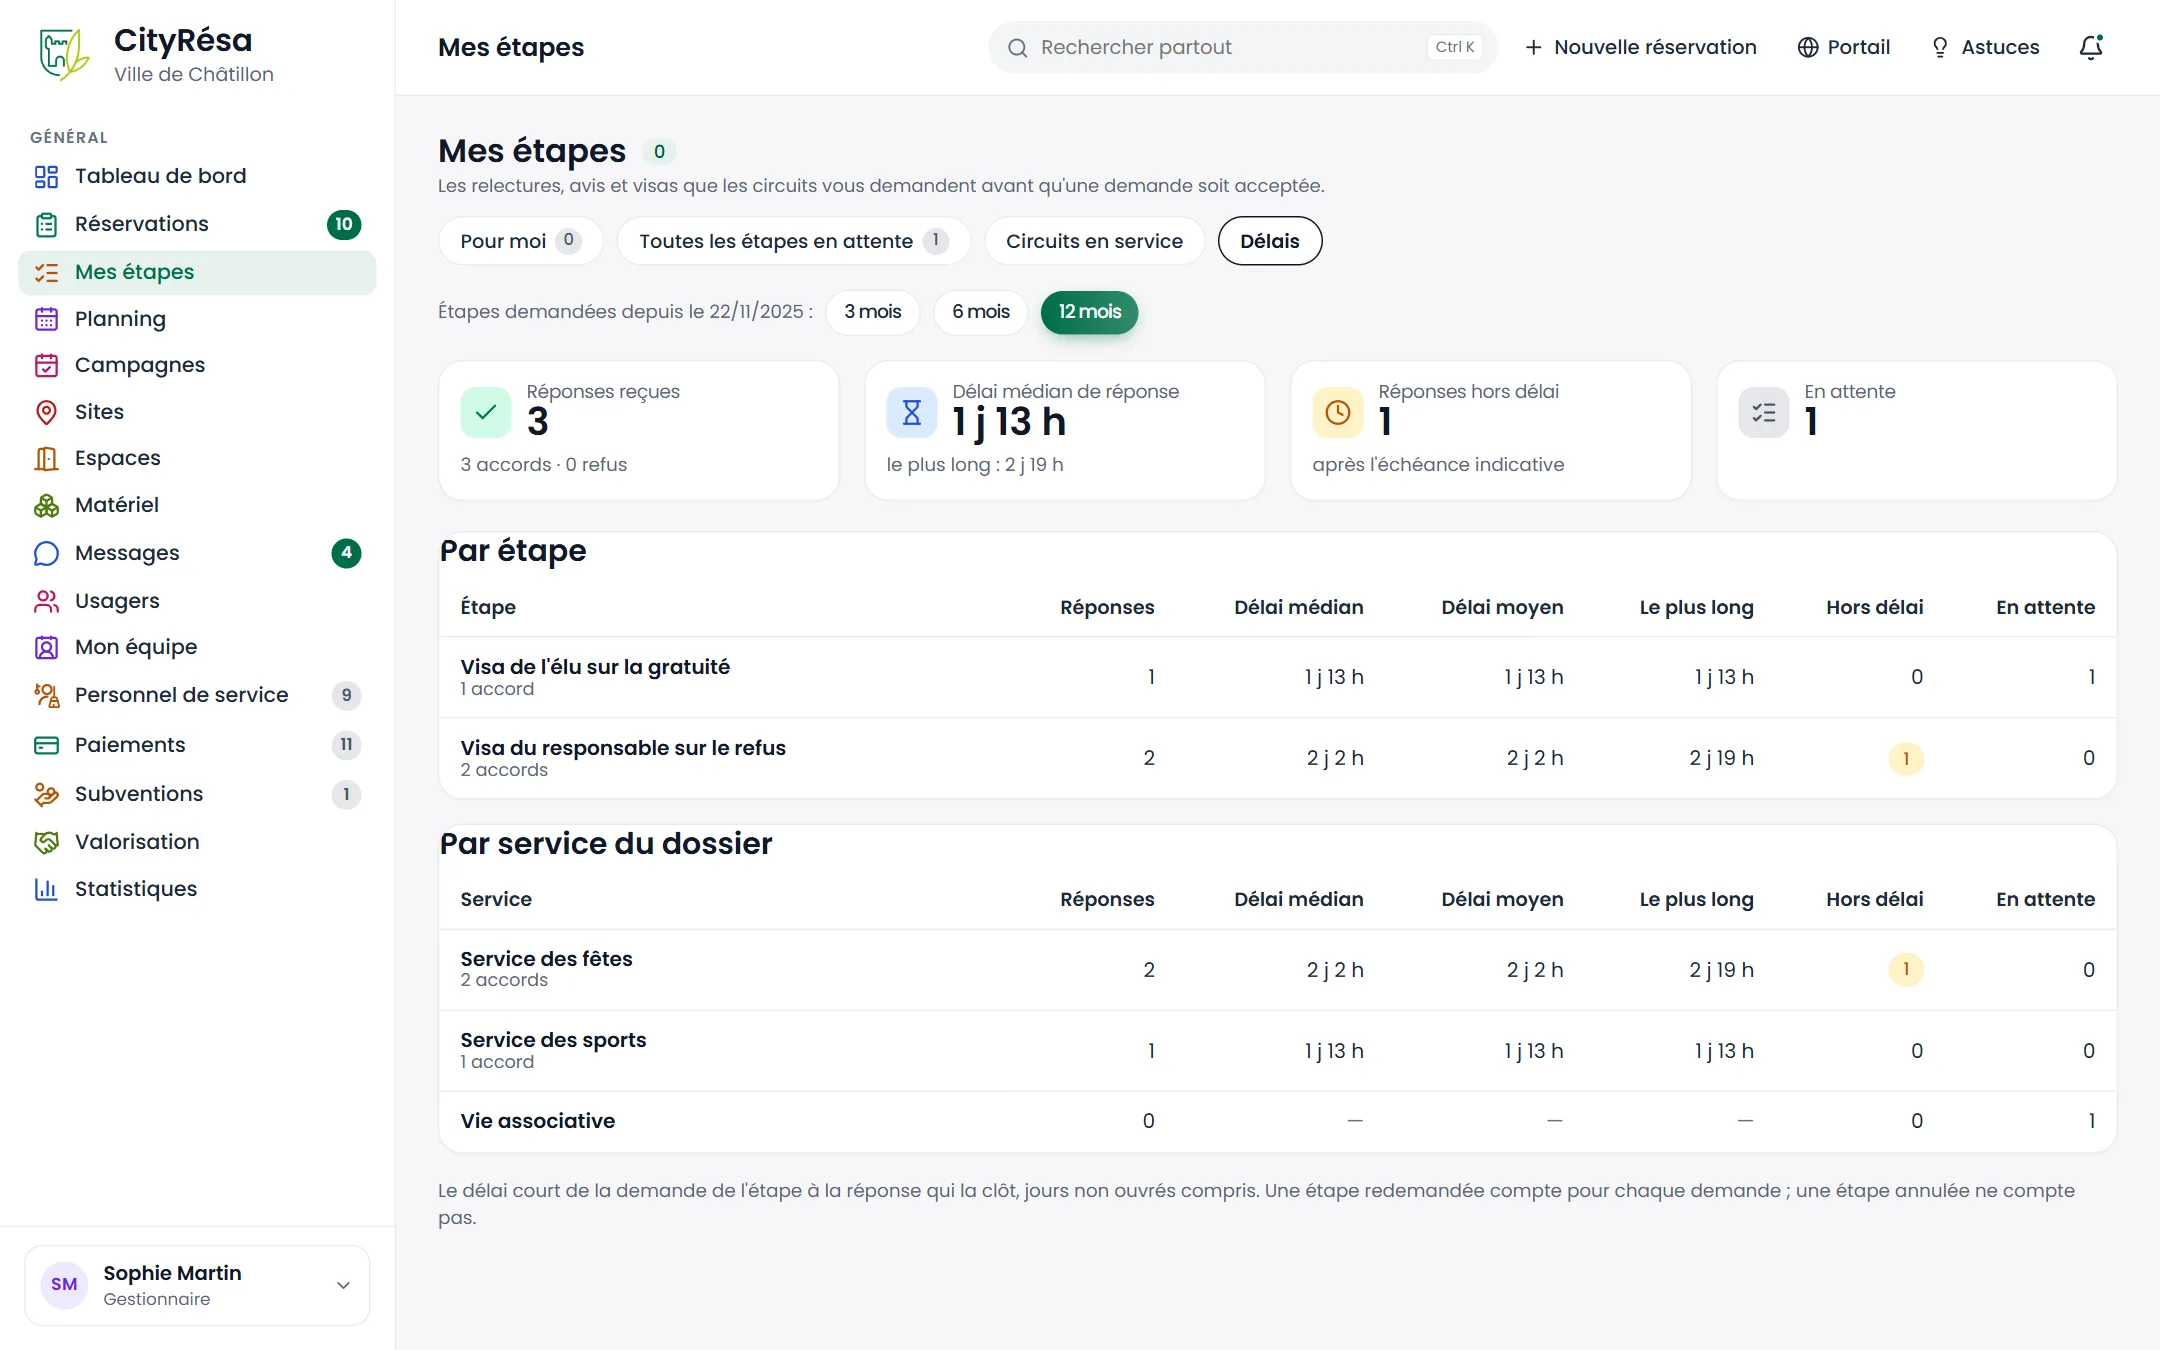 CityRésa
Ville de Châtillon
GÉNÉRAL
Tableau de bord
Réservations 10
Mes étapes
Planning
Campagnes
Sites
Espaces
Matériel
Messages 4
Usagers
Mon équipe
Personnel de service 9
Paiements 11
Subventions 1
Valorisation
Statistiques
SM
Sophie Martin
Gestionnaire
Mes étapes
Rechercher partout Ctrl K
Nouvelle réservation
Portail
Astuces
Mes étapes 0
Les relectures, avis et visas que les circuits vous demandent avant qu'une demande soit acceptée.
Pour moi 0 Toutes les étapes en attente 1 Circuits en service Délais
Étapes demandées depuis le 22/11/2025 : 3 mois 6 mois 12 mois
Réponses reçues
3
3 accords · 0 refus
Délai médian de réponse
1 j 13 h
le plus long : 2 j 19 h
Réponses hors délai
1
après l'échéance indicative
En attente
1
Par étape
Étape Réponses Délai médian Délai moyen Le plus long Hors délai En attente
Visa de l'élu sur la gratuité 1 1 j 13 h 1 j 13 h 1 j 13 h 0 1
1 accord
Visa du responsable sur le refus 2 2 j 2 h 2 j 2 h 2 j 19 h 1 0
2 accords
Par service du dossier
Service Réponses Délai médian Délai moyen Le plus long Hors délai En attente
Service des fêtes 2 2 j 2 h 2 j 2 h 2 j 19 h 1 0
2 accords
Service des sports 1 1 j 13 h 1 j 13 h 1 j 13 h 0 0
1 accord
Vie associative 0 — — — 0 1
Le délai court de la demande de l'étape à la réponse qui la clôt, jours non ouvrés compris. Une étape redemandée compte pour chaque demande ; une étape annulée ne compte
pas.